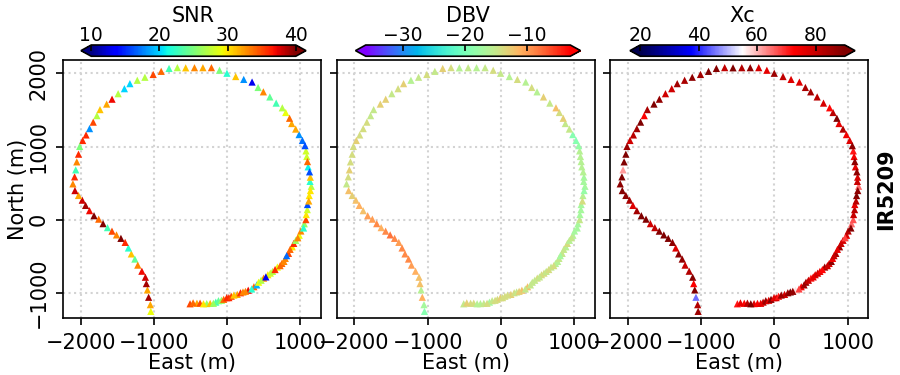 SNR
10 20 30 40
DBV
−30 −20 −10
Xc
20 40 60 80
North (m)
2000
1000
0
−1000
−2000 −1000 0 1000
East (m)
−2000 −1000 0 1000
East (m)
−2000 −1000 0 1000
East (m)
IR5209